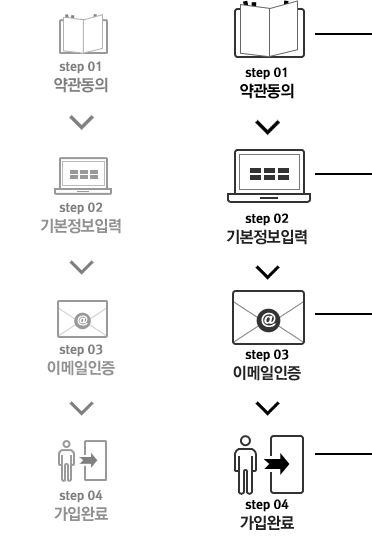 step 01
약관동의
step 02
기본정보입력
@
step 03
이메일인증
step 04
가입완료
step 01
약관동의
step 02
기본정보입력
@
step 03
이메일인증
step 04
가입완료